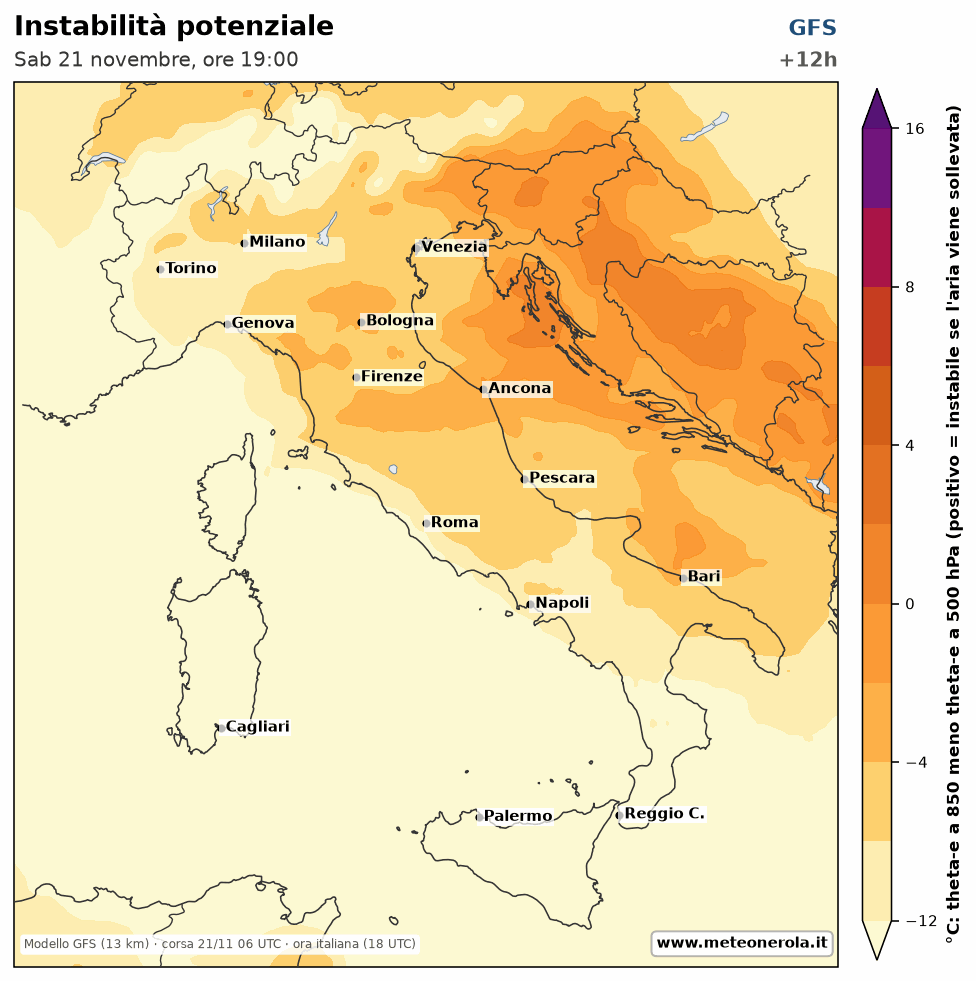 Instabilità potenziale
GFS
Sab 21 novembre, ore 19:00
+12h
Milano
Venezia
Torino
Genova
Bologna
Firenze
Ancona
Pescara
Roma
Bari
Napoli
Cagliari
Palermo
Reggio C.
16
8
4
0
−4
−12
°C: theta-e a 850 meno theta-e a 500 hPa (positivo = instabile se l'aria viene sollevata)
Modello GFS (13 km) · corsa 21/11 06 UTC · ora italiana (18 UTC)
www.meteonerola.it